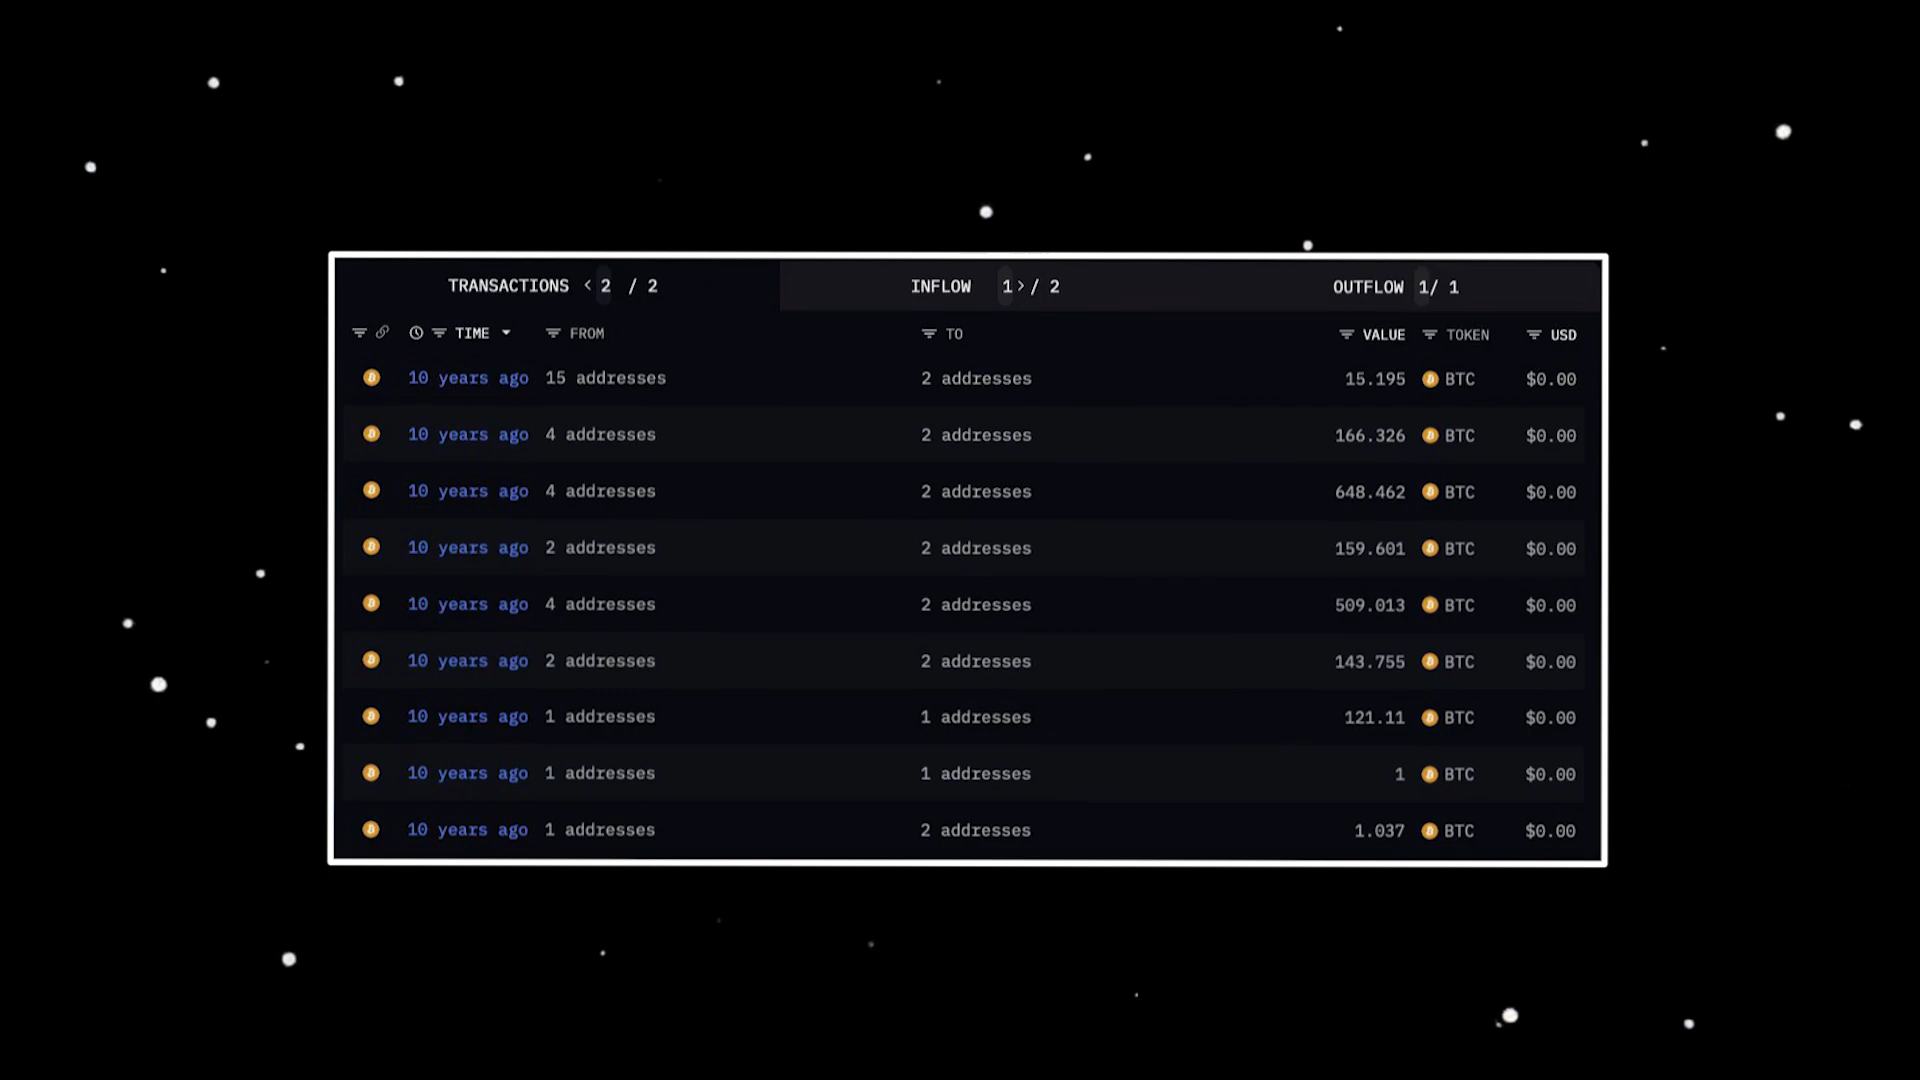 TRANSACTIONS < 2 / 2 INFLOW 1 > / 2 OUTFLOW 1 / 1
TIME FROM TO VALUE TOKEN USD
10 years ago 15 addresses 2 addresses 15.195 BTC $0.00
10 years ago 4 addresses 2 addresses 166.326 BTC $0.00
10 years ago 4 addresses 2 addresses 648.462 BTC $0.00
10 years ago 2 addresses 2 addresses 159.601 BTC $0.00
10 years ago 4 addresses 2 addresses 509.013 BTC $0.00
10 years ago 2 addresses 2 addresses 143.755 BTC $0.00
10 years ago 1 addresses 1 addresses 121.11 BTC $0.00
10 years ago 1 addresses 1 addresses 1 BTC $0.00
10 years ago 1 addresses 2 addresses 1.037 BTC $0.00